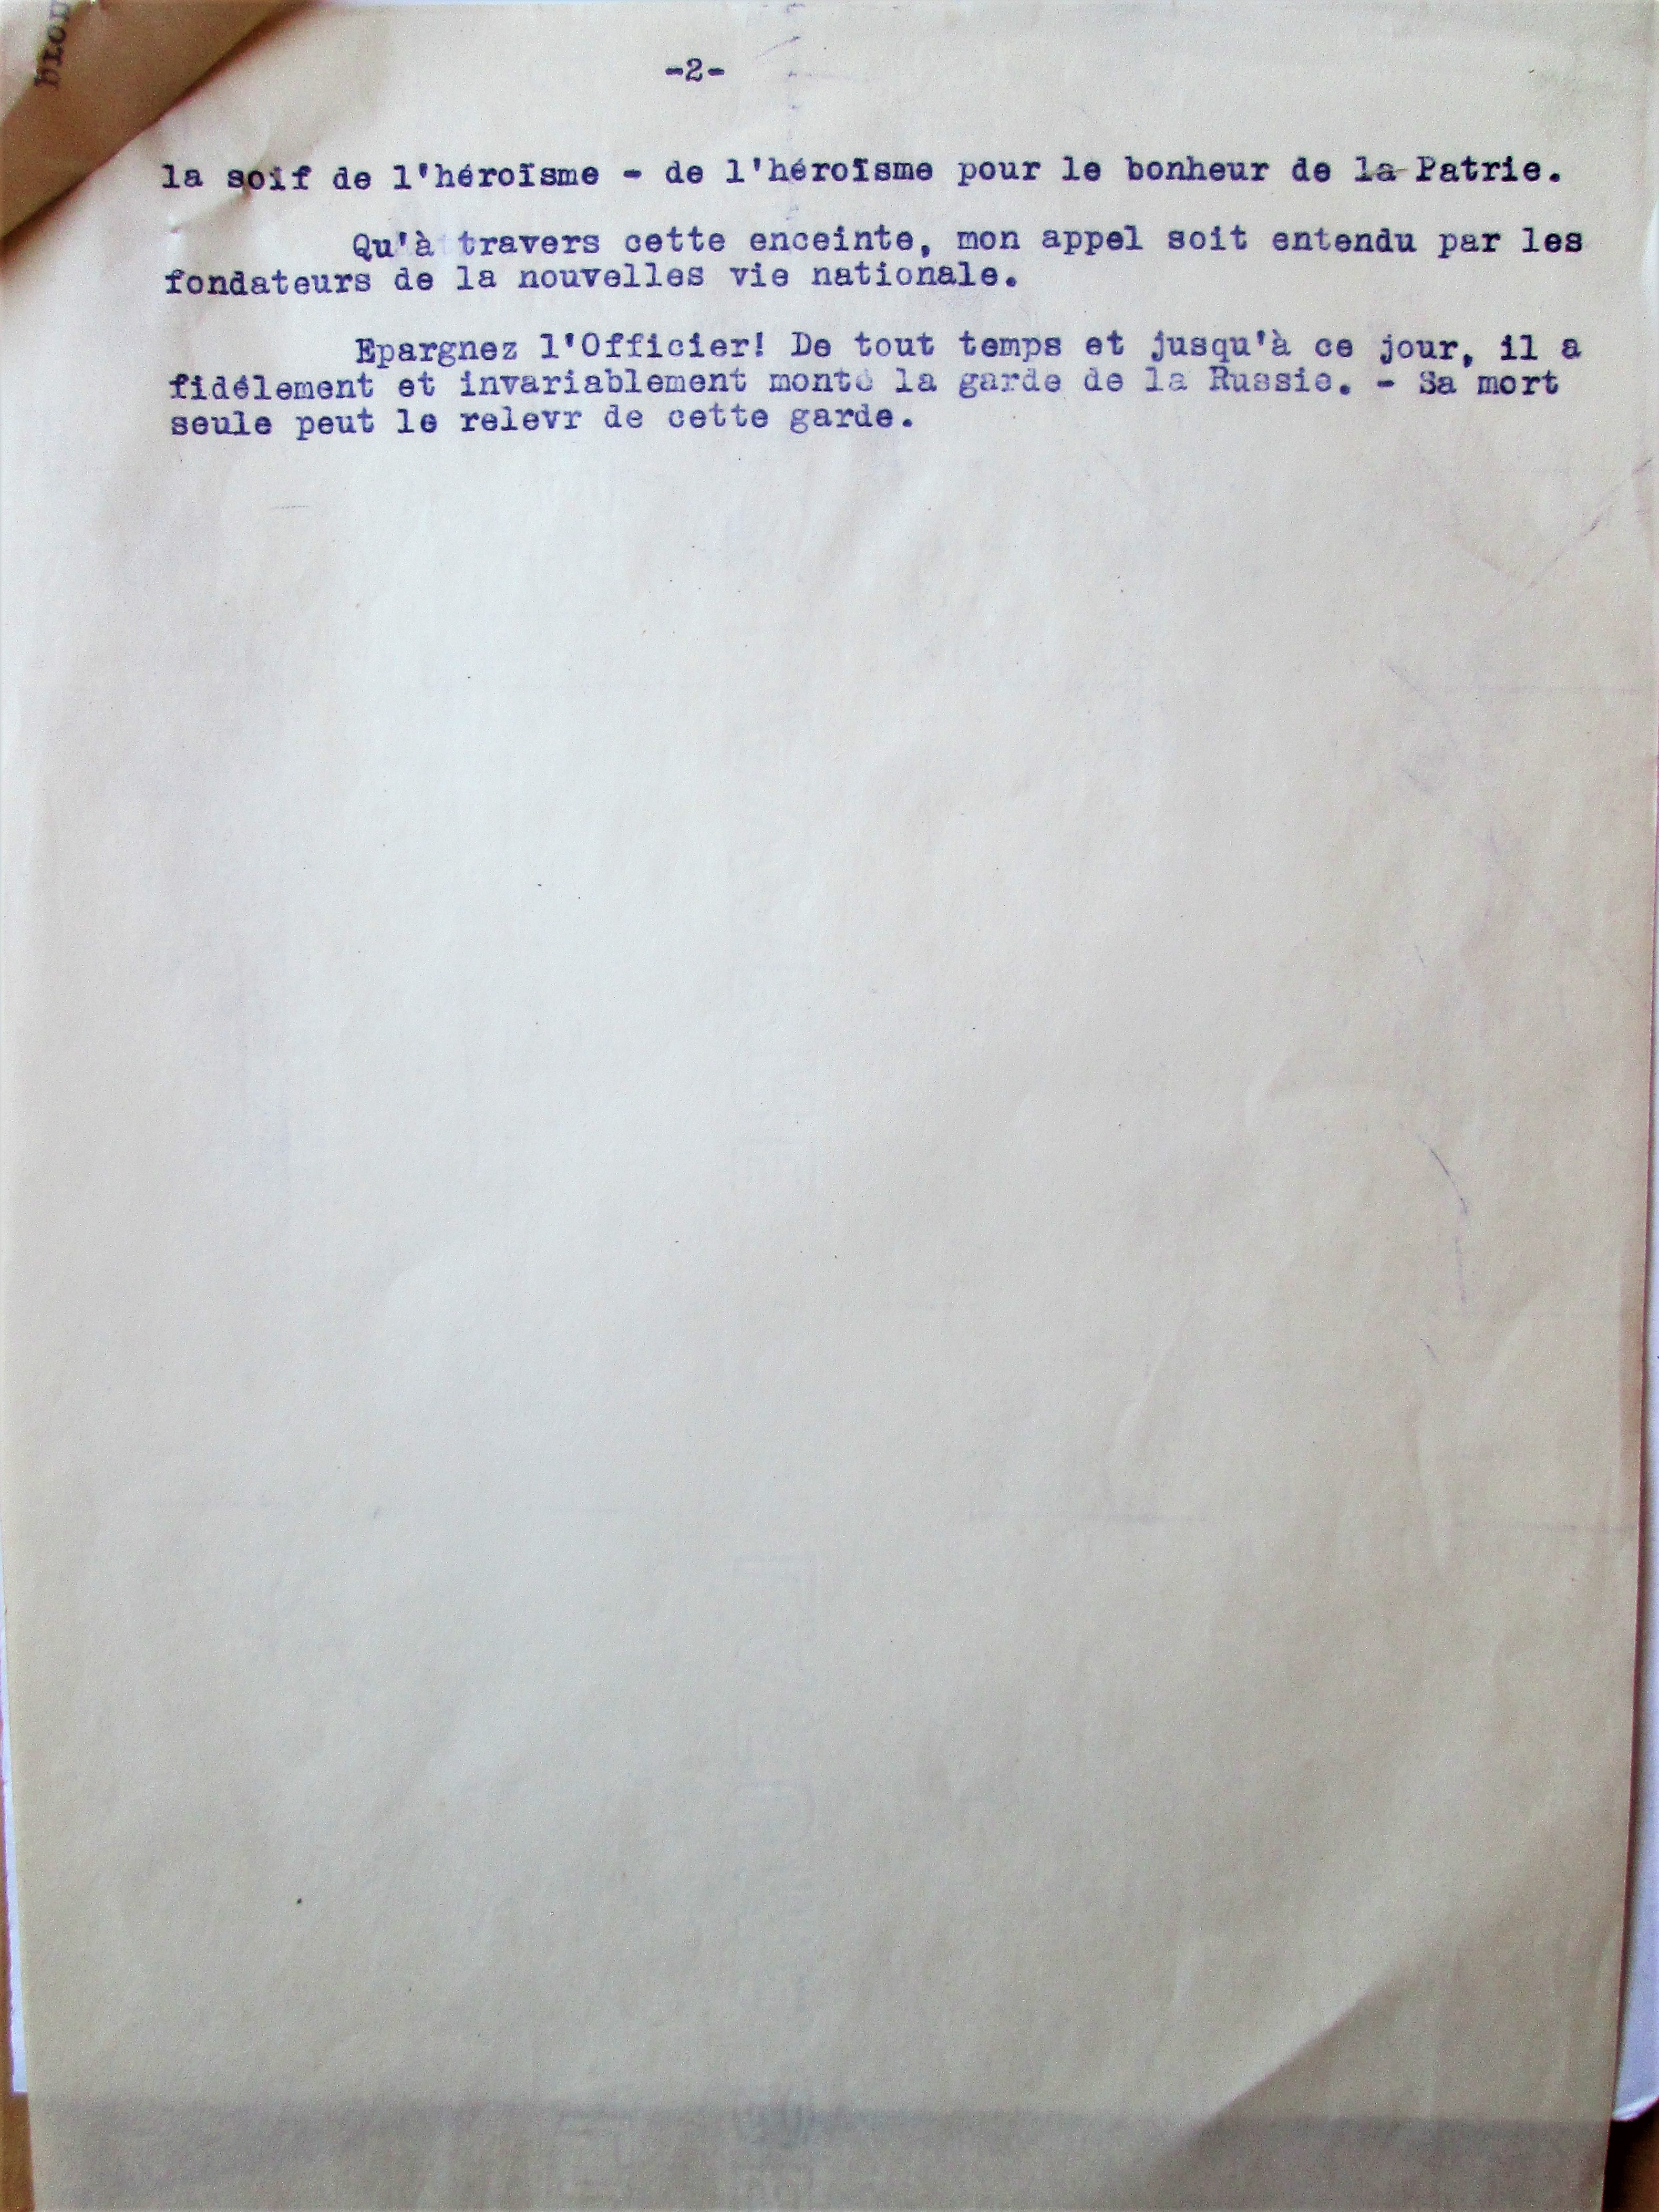 -2-
la soif de l'héroïsme - de l'héroïsme pour le bonheur de la Patrie.
Qu'à travers cette enceinte, mon appel soit entendu par les
fondateurs de la nouvelles vie nationale.
Epargnez l'Officier! De tout temps et jusqu'à ce jour, il a
fidélement et invariablement monté la garde de la Russie. - Sa mort
seule peut le relevr de cette garde.